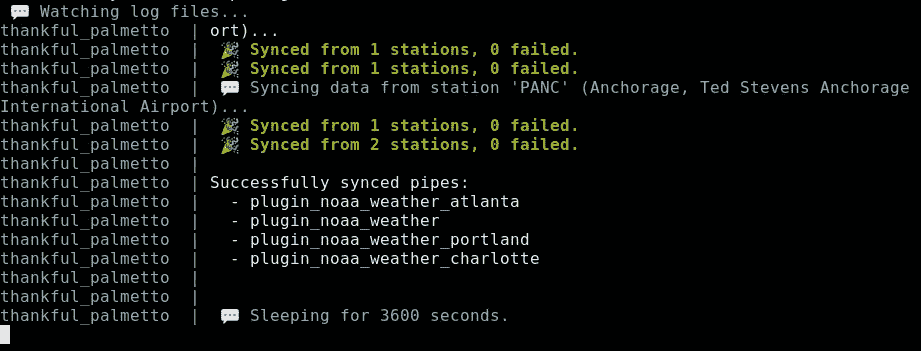 💬 Watching log files...
thankful_palmetto | ort)...
thankful_palmetto | 🎉 Synced from 1 stations, 0 failed.
thankful_palmetto | 🎉 Synced from 1 stations, 0 failed.
thankful_palmetto | 💬 Syncing data from station 'PANC' (Anchorage, Ted Stevens Anchorage
International Airport)...
thankful_palmetto | 🎉 Synced from 1 stations, 0 failed.
thankful_palmetto | 🎉 Synced from 2 stations, 0 failed.
thankful_palmetto |
thankful_palmetto | Successfully synced pipes:
thankful_palmetto |   - plugin_noaa_weather_atlanta
thankful_palmetto |   - plugin_noaa_weather
thankful_palmetto |   - plugin_noaa_weather_portland
thankful_palmetto |   - plugin_noaa_weather_charlotte
thankful_palmetto |
thankful_palmetto |
thankful_palmetto | 💬 Sleeping for 3600 seconds.